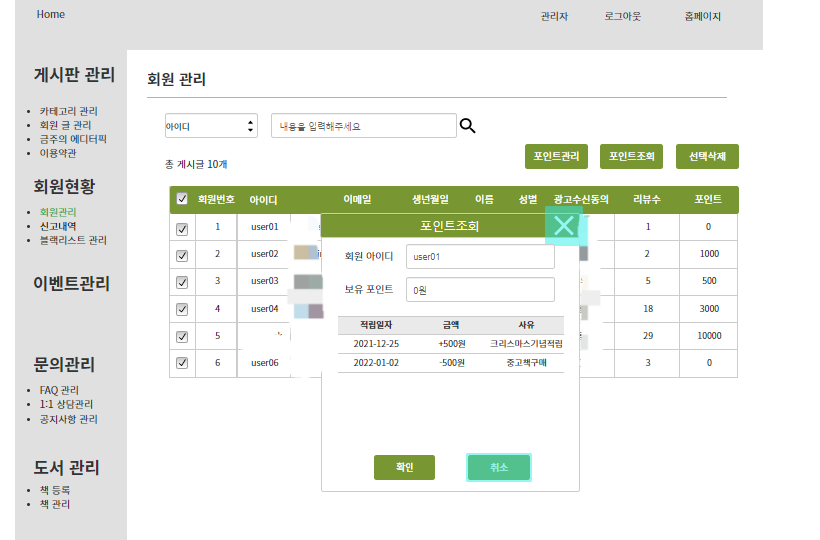 Home
관리자 로그아웃 홈페이지
게시판 관리
카테고리 관리
회원 글 관리
금주의 에디터픽
이용약관
회원현황
회원관리
신고내역
블랙리스트 관리
이벤트관리
문의관리
FAQ 관리
1:1 상담관리
공지사항 관리
도서 관리
책 등록
책 관리
회원 관리
아이디 내용을 입력해주세요
총 게시글 10개
포인트관리 포인트조회 선택삭제
회원번호 아이디 이메일 생년월일 이름 성별 광고수신동의 리뷰수 포인트
1 user01 1 0
2 user02 2 1000
3 user03 5 500
4 user04 18 3000
5 29 10000
6 user06 3 0
포인트조회
회원 아이디 user01
보유 포인트 0원
적립일자 금액 사유
2021-12-25 +500원 크리스마스기념적립
2022-01-02 -500원 중고책구매
확인 취소